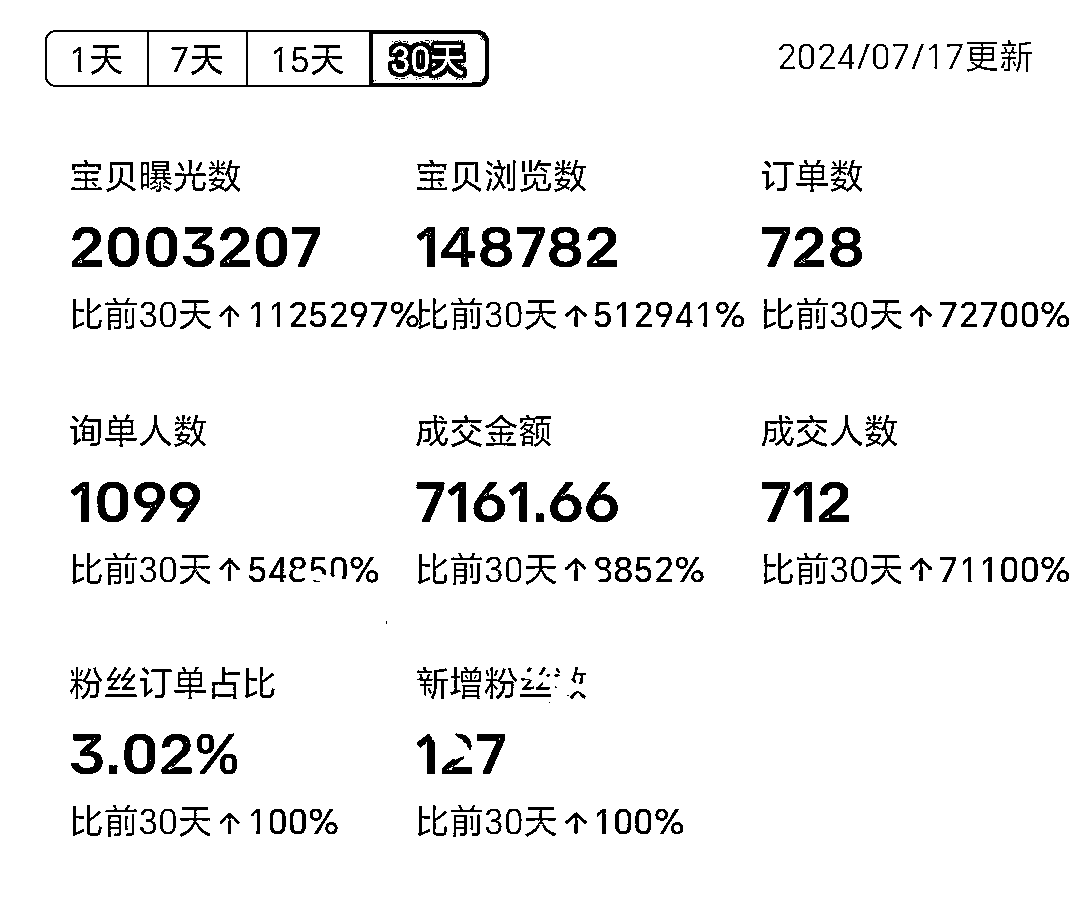 1天 7天 15天 30天 2024/07/17更新
宝贝曝光数 宝贝浏览数 订单数
2003207 148782 728
比前30天↑1125297% 比前30天↑512941% 比前30天↑72700%
询单人数 成交金额 成交人数
1099 7161.66 712
比前30天↑54850% 比前30天↑8852% 比前30天↑71100%
粉丝订单占比 新增粉丝数
3.02% 127
比前30天↑100% 比前30天↑100%